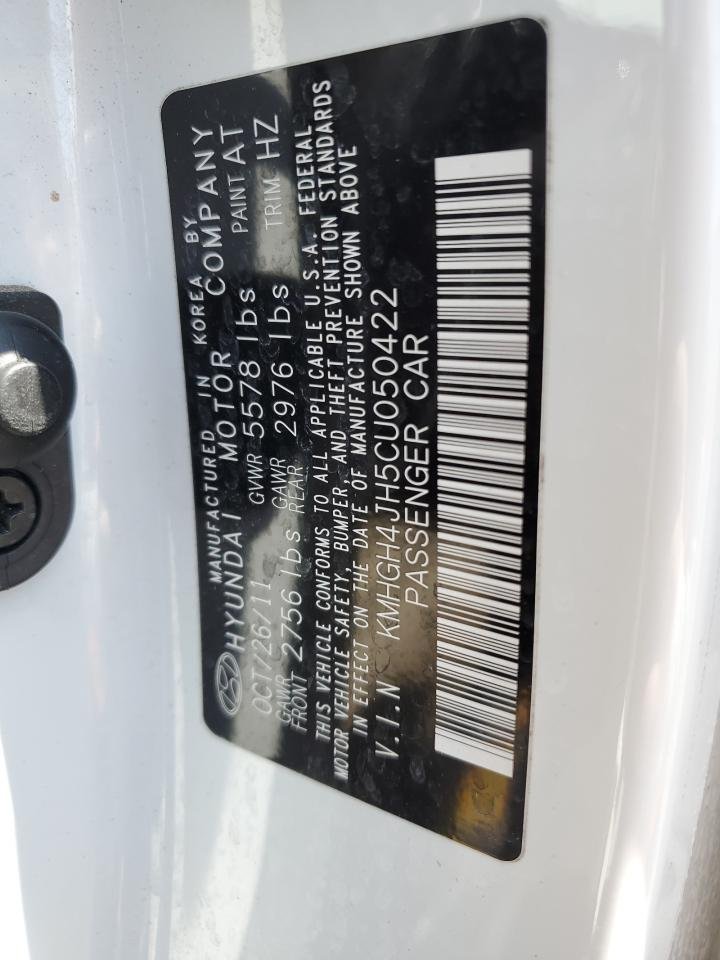 MANUFACTURED IN KOREA BY
HYUNDAI MOTOR COMPANY
OCT/26/11 GVWR 5578 lbs PAINT AT
GAWR FRONT 2756 lbs GAWR REAR 2976 lbs TRIM HZ
THIS VEHICLE CONFORMS TO ALL APPLICABLE U.S.A. FEDERAL
MOTOR VEHICLE SAFETY, BUMPER, AND THEFT PREVENTION STANDARDS
IN EFFECT ON THE DATE OF MANUFACTURE SHOWN ABOVE
V.I.N KMHGH4JH5CU050422
PASSENGER CAR